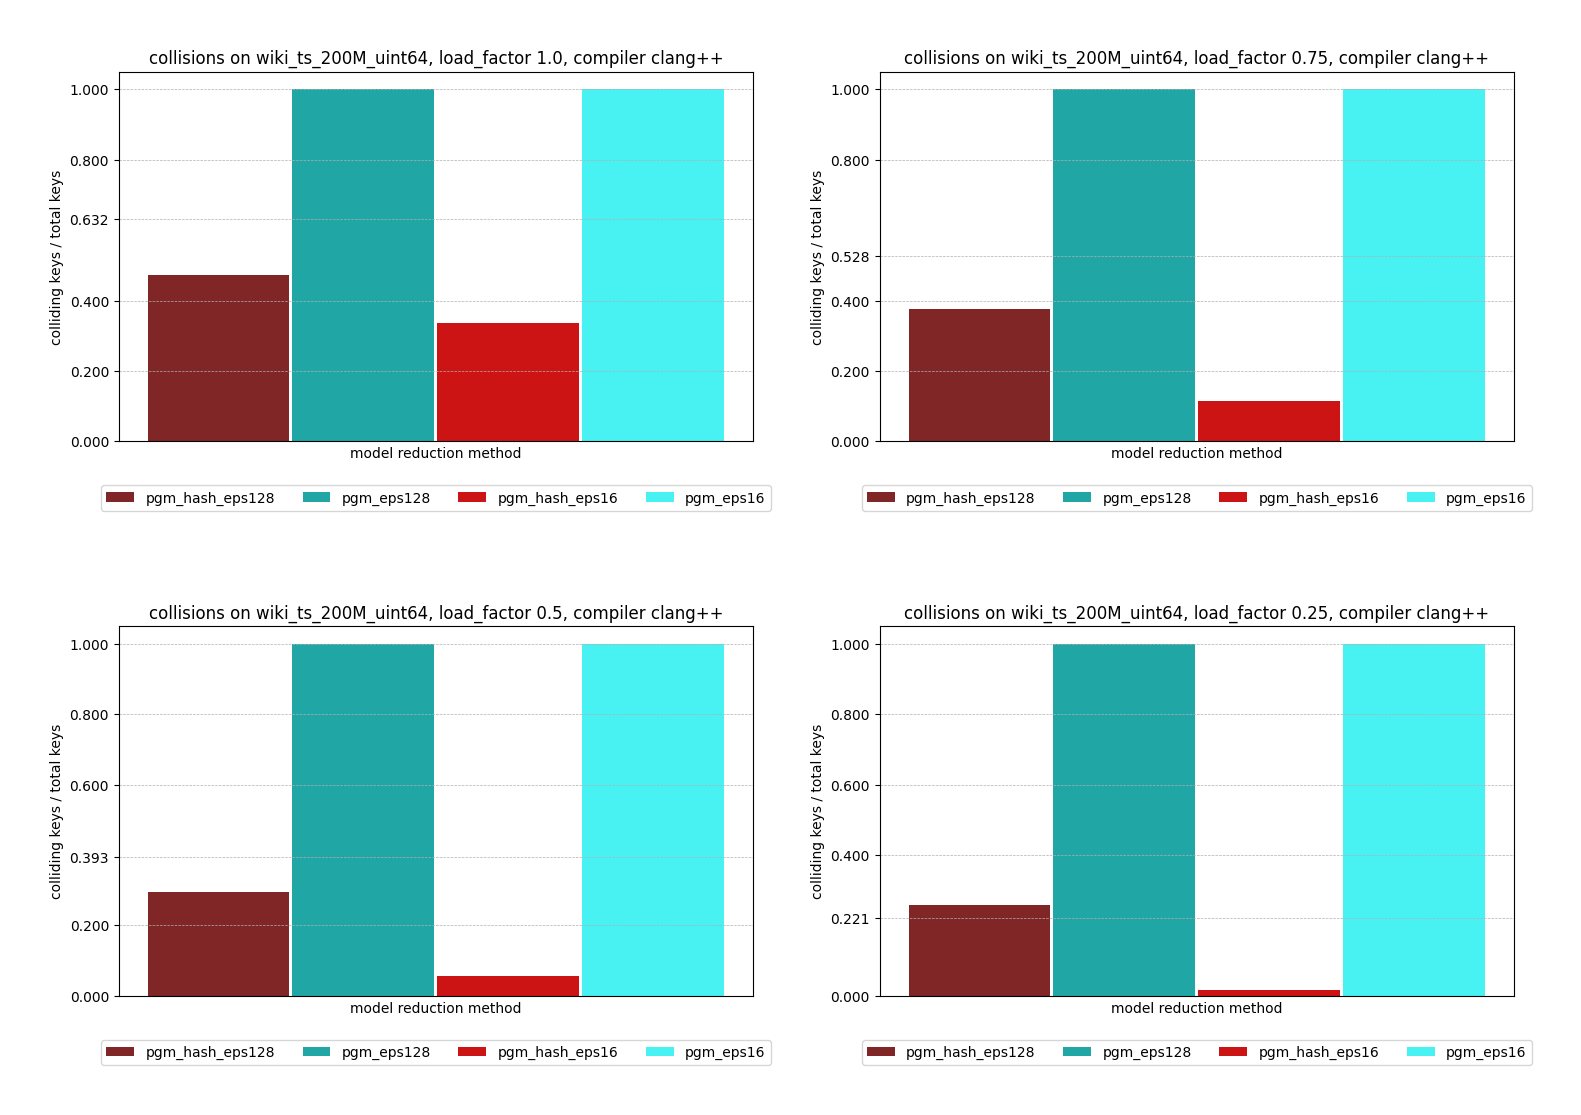 collisions on wiki_ts_200M_uint64, load_factor 1.0, compiler clang++
1.000
0.800
0.632
0.400
0.200
0.000
colliding keys / total keys
model reduction method
pgm_hash_eps128 pgm_eps128 pgm_hash_eps16 pgm_eps16
collisions on wiki_ts_200M_uint64, load_factor 0.75, compiler clang++
1.000
0.800
0.528
0.400
0.200
0.000
colliding keys / total keys
model reduction method
pgm_hash_eps128 pgm_eps128 pgm_hash_eps16 pgm_eps16
collisions on wiki_ts_200M_uint64, load_factor 0.5, compiler clang++
1.000
0.800
0.600
0.393
0.200
0.000
colliding keys / total keys
model reduction method
pgm_hash_eps128 pgm_eps128 pgm_hash_eps16 pgm_eps16
collisions on wiki_ts_200M_uint64, load_factor 0.25, compiler clang++
1.000
0.800
0.600
0.400
0.221
0.000
colliding keys / total keys
model reduction method
pgm_hash_eps128 pgm_eps128 pgm_hash_eps16 pgm_eps16